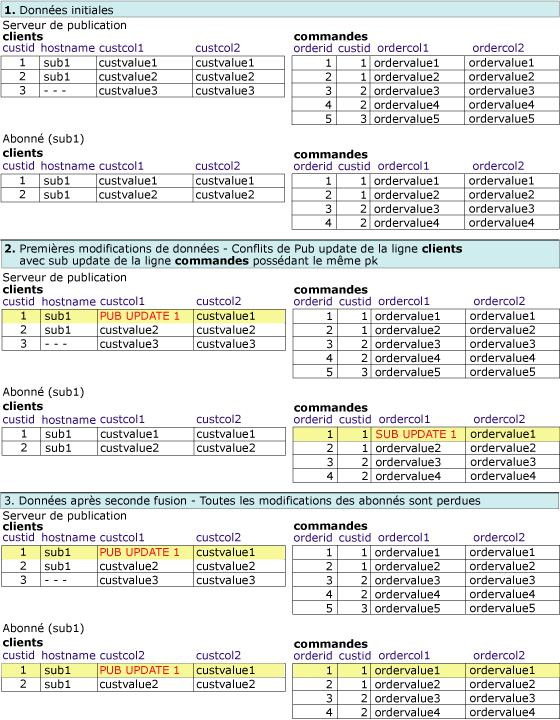 1. Données initiales
Serveur de publication
clients commandes
custid hostname custcol1 custcol2 orderid custid ordercol1 ordercol2
1 sub1 custvalue1 custvalue1 1 1 ordervalue1 ordervalue1
2 sub1 custvalue2 custvalue2 2 1 ordervalue2 ordervalue2
3 - - - custvalue3 custvalue3 3 2 ordervalue3 ordervalue3
4 2 ordervalue4 ordervalue4
5 3 ordervalue5 ordervalue5
Abonné (sub1)
clients commandes
custid hostname custcol1 custcol2 orderid custid ordercol1 ordercol2
1 sub1 custvalue1 custvalue1 1 1 ordervalue1 ordervalue1
2 sub1 custvalue2 custvalue2 2 1 ordervalue2 ordervalue2
3 2 ordervalue3 ordervalue3
4 2 ordervalue4 ordervalue4
2. Premières modifications de données - Conflits de Pub update de la ligne clients
avec sub update de la ligne commandes possédant le même pk
Serveur de publication
clients commandes
custid hostname custcol1 custcol2 orderid custid ordercol1 ordercol2
1 sub1 PUB UPDATE 1 custvalue1 1 1 ordervalue1 ordervalue1
2 sub1 custvalue2 custvalue2 2 1 ordervalue2 ordervalue2
3 - - - custvalue3 custvalue3 3 2 ordervalue3 ordervalue3
4 2 ordervalue4 ordervalue4
5 3 ordervalue5 ordervalue5
Abonné (sub1)
clients commandes
custid hostname custcol1 custcol2 orderid custid ordercol1 ordercol2
1 sub1 custvalue1 custvalue1 1 1 SUB UPDATE 1 ordervalue1
2 sub1 custvalue2 custvalue2 2 1 ordervalue2 ordervalue2
3 2 ordervalue3 ordervalue3
4 2 ordervalue4 ordervalue4
3. Données après seconde fusion - Toutes les modifications des abonnés sont perdues
Serveur de publication
clients commandes
custid hostname custcol1 custcol2 orderid custid ordercol1 ordercol2
1 sub1 PUB UPDATE 1 custvalue1 1 1 ordervalue1 ordervalue1
2 sub1 custvalue2 custvalue2 2 1 ordervalue2 ordervalue2
3 - - - custvalue3 custvalue3 3 2 ordervalue3 ordervalue3
4 2 ordervalue4 ordervalue4
5 3 ordervalue5 ordervalue5
Abonné (sub1)
clients commandes
custid hostname custcol2 custcol2 orderid custid ordercol1 ordercol2
1 sub1 PUB UPDATE 1 custvalue1 1 1 ordervalue1 ordervalue1
2 sub1 custvalue2 custvalue2 2 1 ordervalue2 ordervalue2
3 2 ordervalue3 ordervalue3
4 2 ordervalue4 ordervalue4